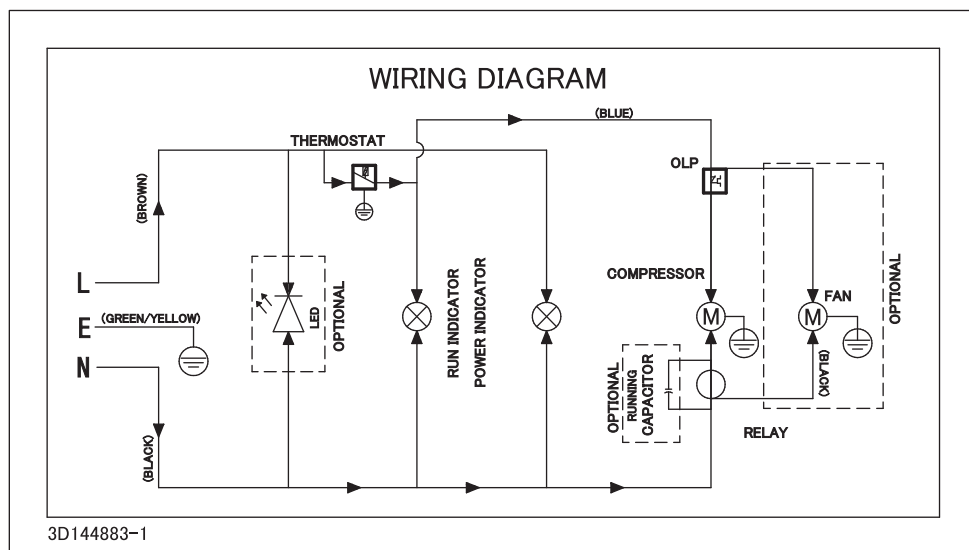 WIRING DIAGRAM
(BLUE)
THERMOSTAT
OLP
(BROWN)
L
COMPRESSOR
E
(GREEN/YELLOW)
N
LED
OPTIONAL
RUN INDICATOR
POWER INDICATOR
M
M
FAN
OPTIONAL
(BLACK)
OPTIONAL
RUNNING
CAPACITOR
RELAY
(BLACK)
3D144883-1